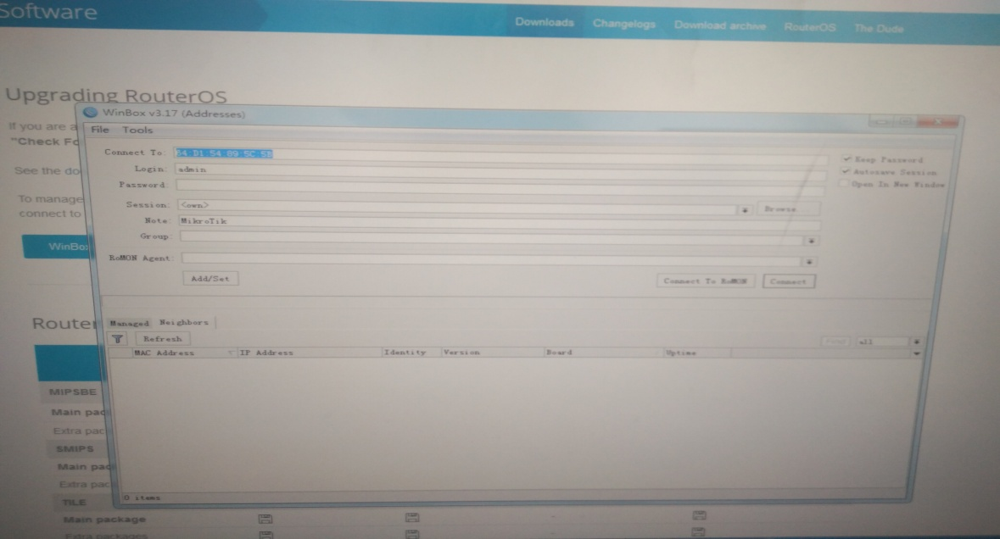 Software
Downloads Changelogs Download archive RouterOS The Dude
Upgrading RouterOS
If you are a
"Check Fo
See the do
To manage
connect to
WinBo
Router
MIPSBE
Main pac
Extra pac
SMIPS
Main pac
Extra pac
TILE
Main package
Extra packages
WinBox v3.17 (Addresses)
File Tools
Connect To: 64:D1:54:89:5C:5B
Keep Password
Login: admin
Autosave Session
Password:
Open In New Window
Session: <own>
Browse...
Note: MikroTik
Group:
RoMON Agent:
Add/Set
Connect To RoMON Connect
Managed Neighbors
Refresh
Find all
MAC Address IP Address Identity Version Board Uptime
0 items